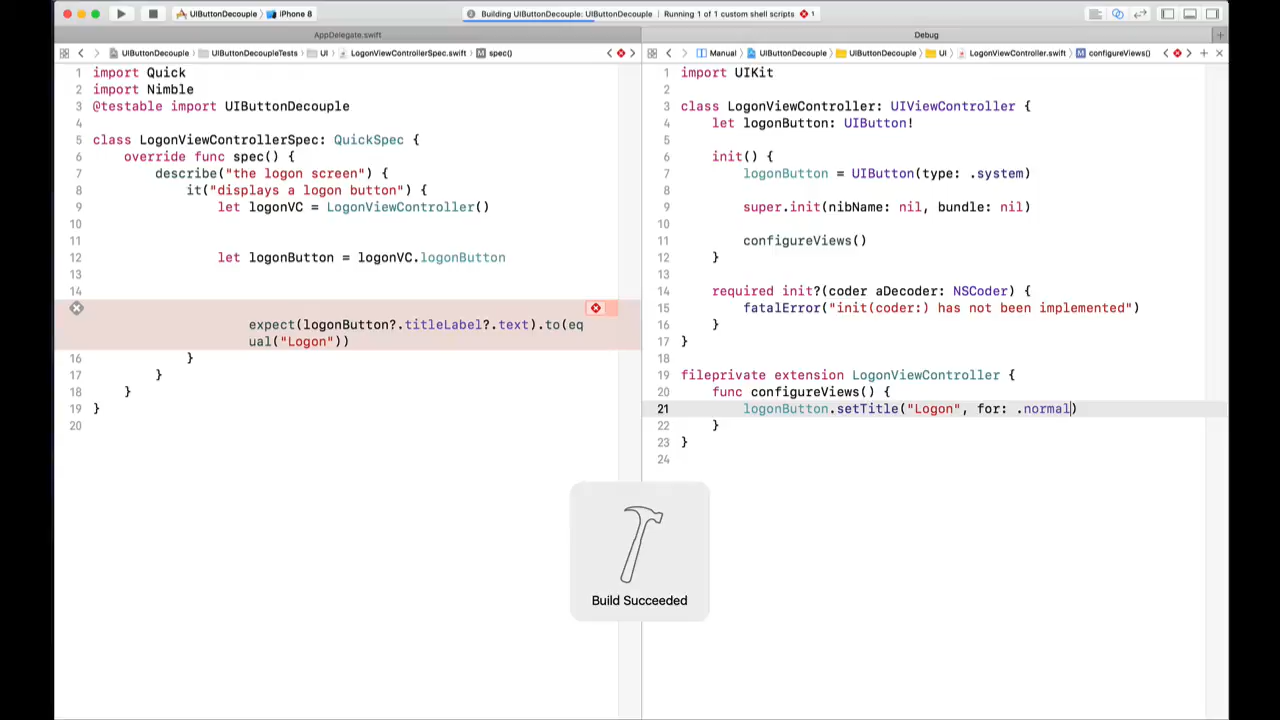 UIButtonDecouple › iPhone 8
Building UIButtonDecouple: UIButtonDecouple | Running 1 of 1 custom shell scripts 1
AppDelegate.swift
Debug
UIButtonDecouple › UIButtonDecoupleTests › UI › LogonViewControllerSpec.swift › M spec()
Manual › UIButtonDecouple › UIButtonDecouple › UI › LogonViewController.swift › M configureViews()
1 import Quick
2 import Nimble
3 @testable import UIButtonDecouple
4
5 class LogonViewControllerSpec: QuickSpec {
6 override func spec() {
7 describe("the logon screen") {
8 it("displays a logon button") {
9 let logonVC = LogonViewController()
10
11
12 let logonButton = logonVC.logonButton
13
14
expect(logonButton?.titleLabel?.text).to(eq
ual("Logon"))
16 }
17 }
18 }
19 }
20
1 import UIKit
2
3 class LogonViewController: UIViewController {
4 let logonButton: UIButton!
5
6 init() {
7 logonButton = UIButton(type: .system)
8
9 super.init(nibName: nil, bundle: nil)
10
11 configureViews()
12 }
13
14 required init?(coder aDecoder: NSCoder) {
15 fatalError("init(coder:) has not been implemented")
16 }
17 }
18
19 fileprivate extension LogonViewController {
20 func configureViews() {
21 logonButton.setTitle("Logon", for: .normal)
22 }
23 }
24
Build Succeeded